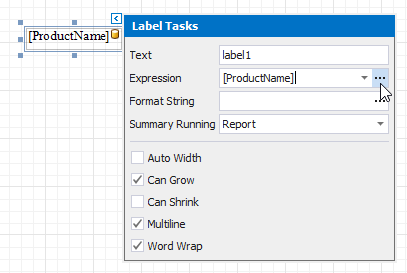 [ProductName]
Label Tasks
Text label1
Expression [ProductName]
Format String
Summary Running Report
Auto Width
Can Grow
Can Shrink
Multiline
Word Wrap